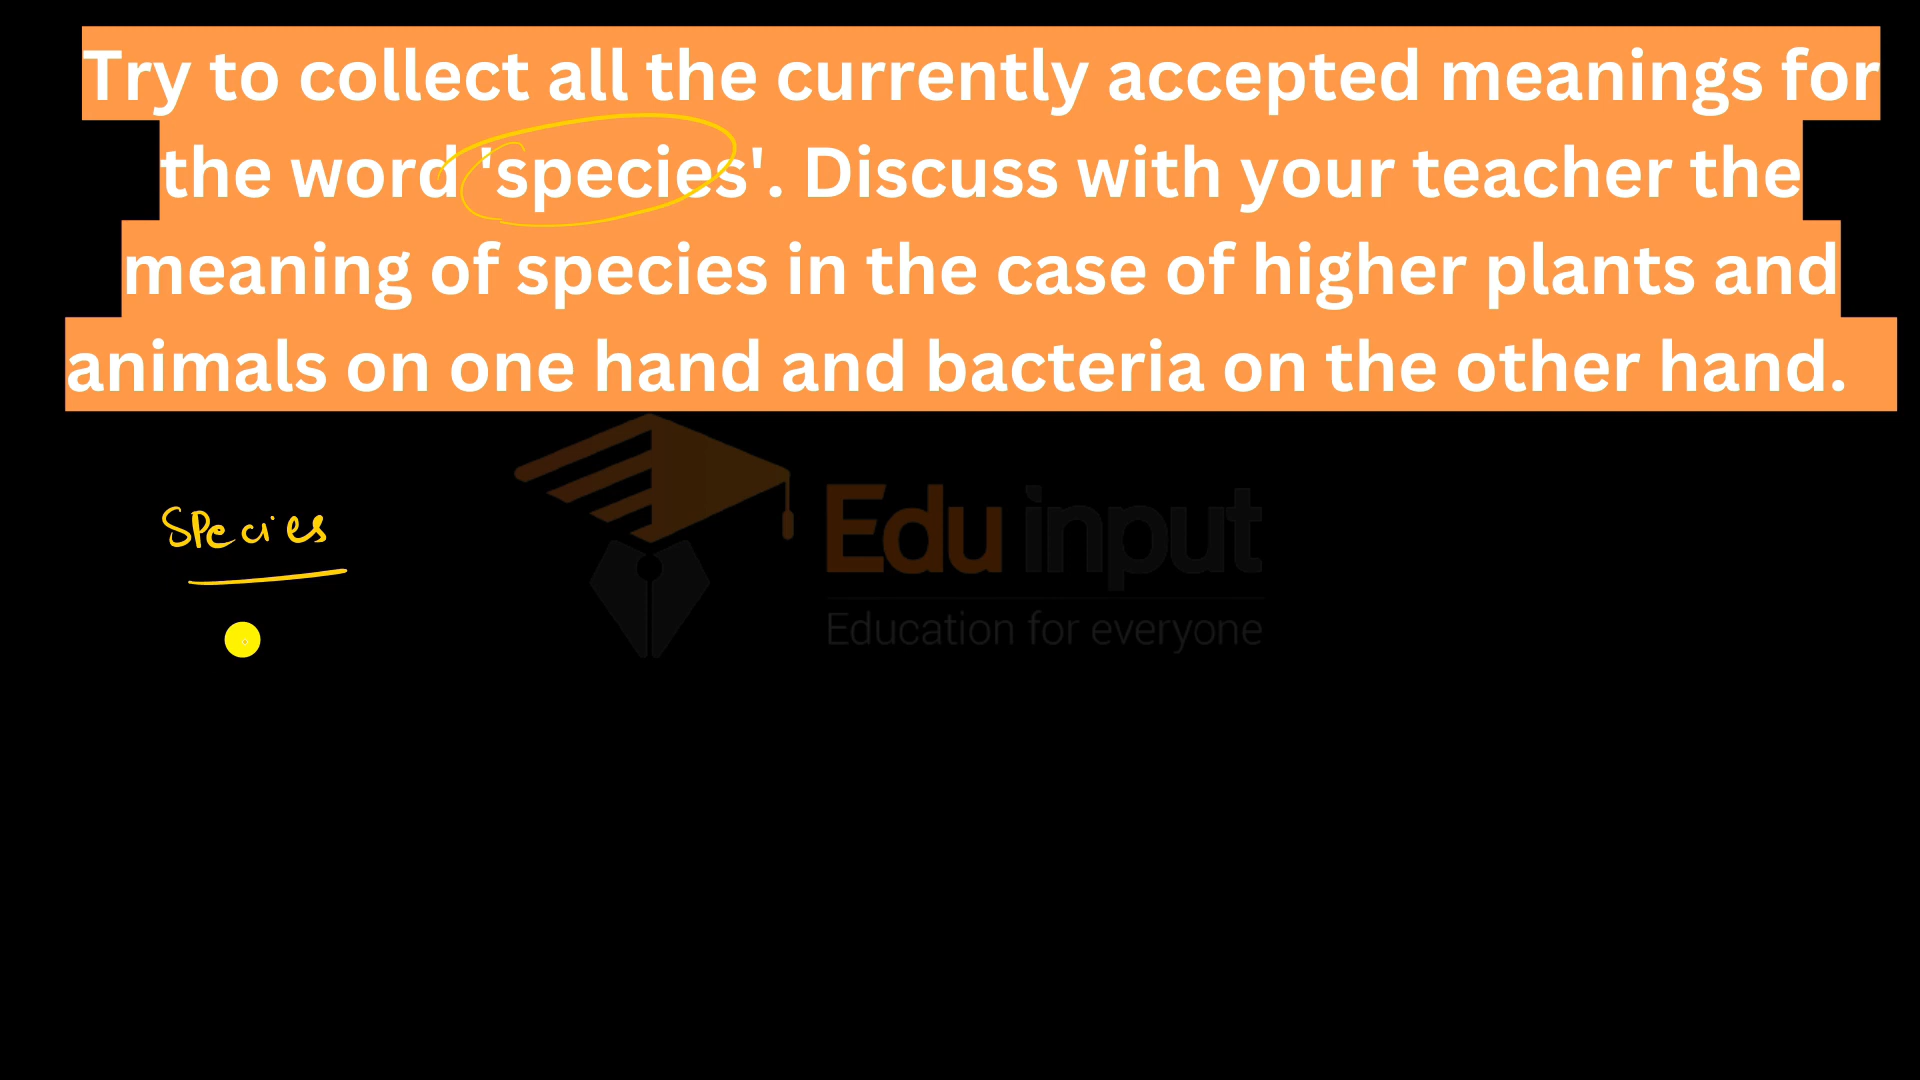 Try to collect all the currently accepted meanings for
the word 'species'. Discuss with your teacher the
meaning of species in the case of higher plants and
animals on one hand and bacteria on the other hand.
Species
Edu input
Education for everyone